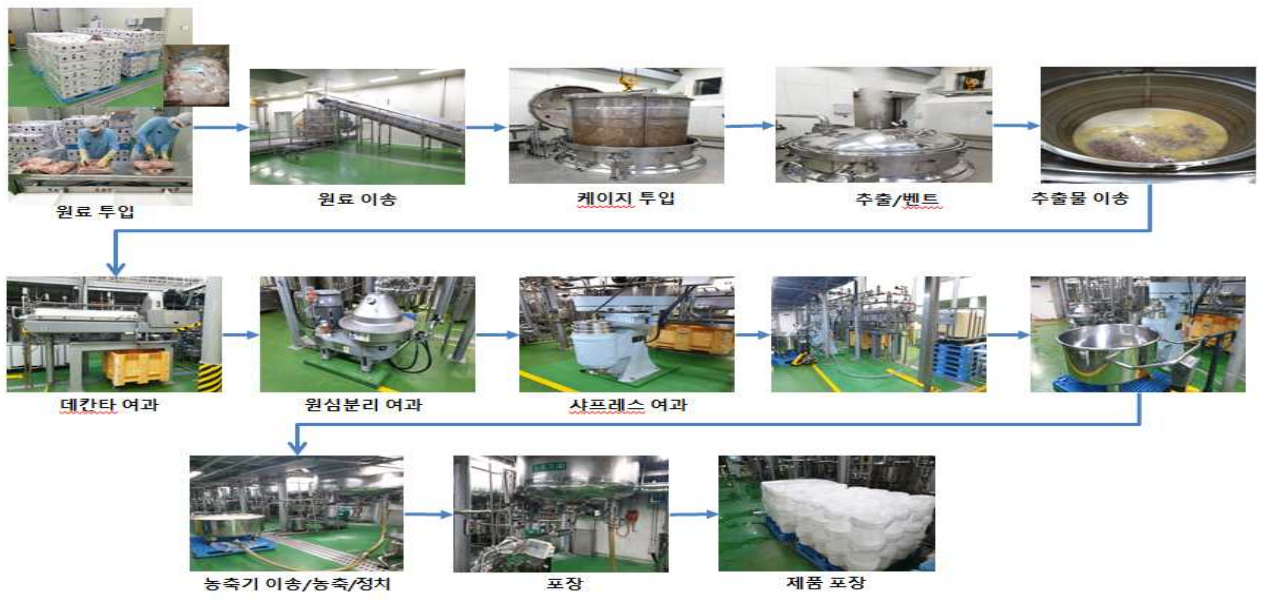 원료 투입
원료 이송
케이지 투입
추출/벤트
추출물 이송
데칸타 여과
원심분리 여과
샤프레스 여과
농축기 이송/농축/정치
포장
제품 포장